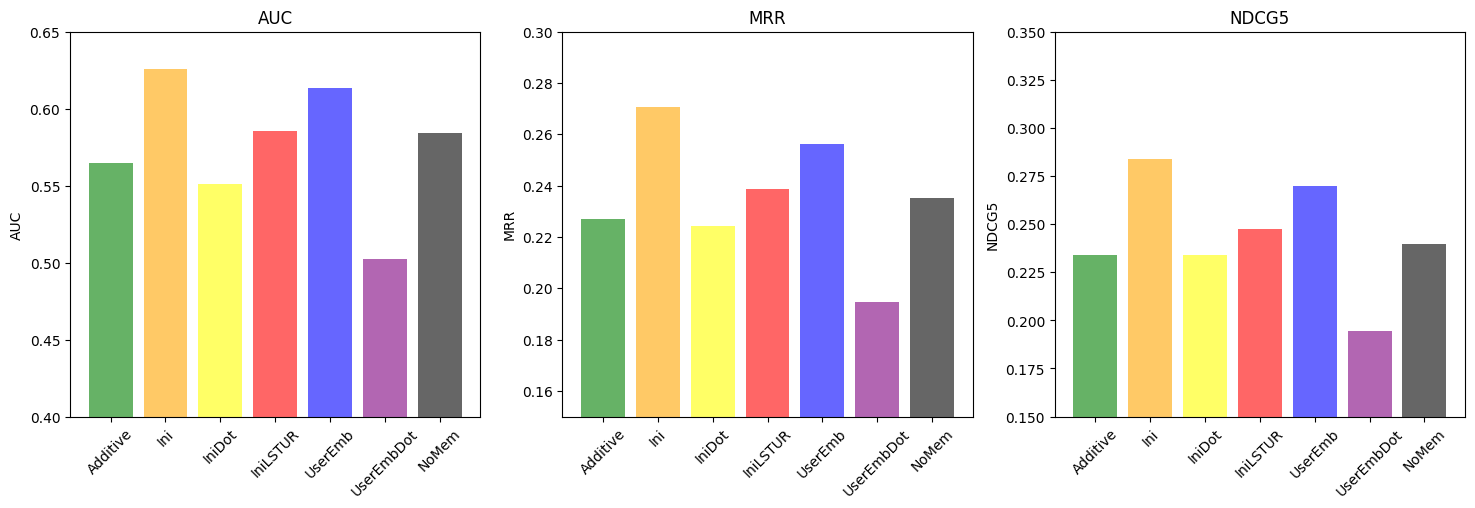 AUC
0.65
0.60
0.55
0.50
0.45
0.40
AUC
Additive
Ini
IniDot
IniLSTUR
UserEmb
UserEmbDot
NoMem
MRR
0.30
0.28
0.26
0.24
0.22
0.20
0.18
0.16
MRR
Additive
Ini
IniDot
IniLSTUR
UserEmb
UserEmbDot
NoMem
NDCG5
0.350
0.325
0.300
0.275
0.250
0.225
0.200
0.175
0.150
NDCG5
Additive
Ini
IniDot
IniLSTUR
UserEmb
UserEmbDot
NoMem